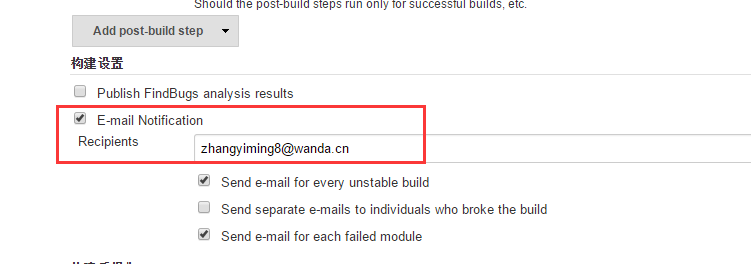 Should the post-build steps run only for successful builds, etc.
Add post-build step
构建设置
Publish FindBugs analysis results
E-mail Notification
Recipients
zhangyiming8@wanda.cn
Send e-mail for every unstable build
Send separate e-mails to individuals who broke the build
Send e-mail for each failed module